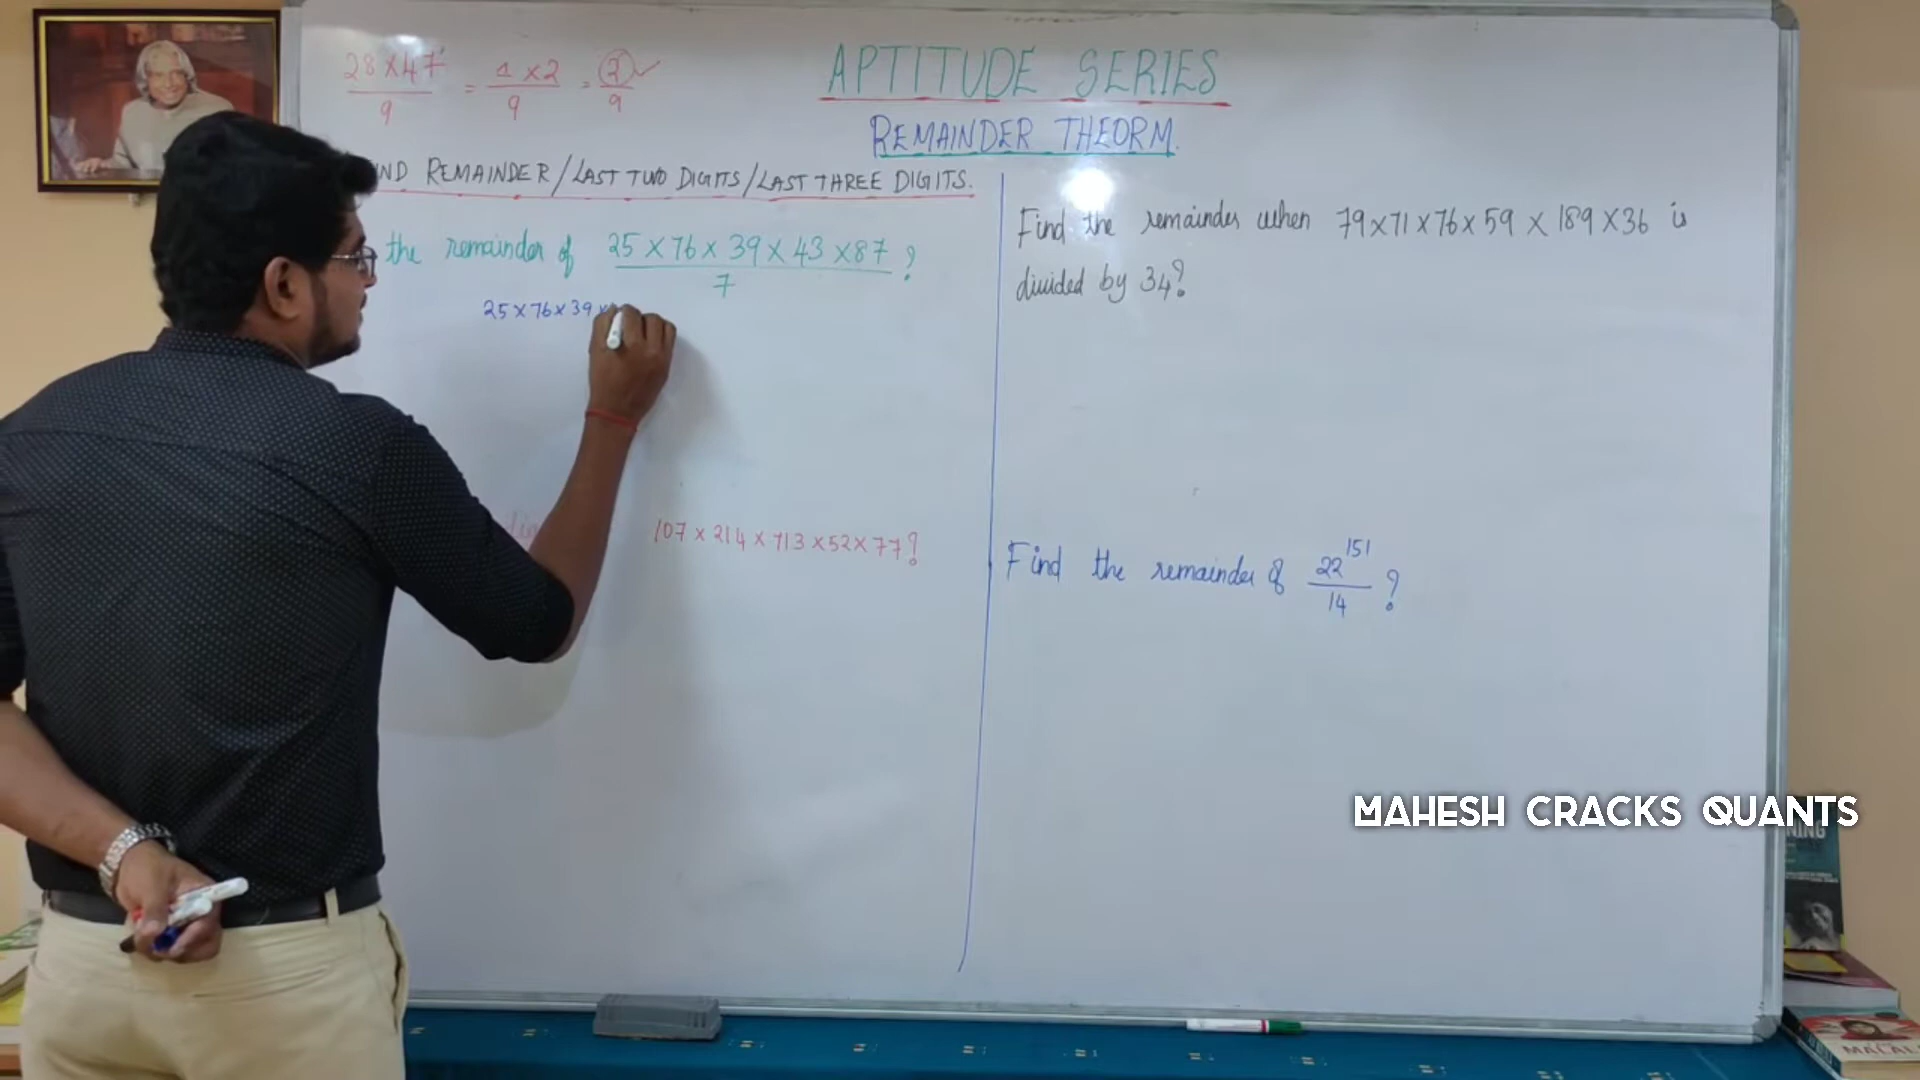 28 × 47 / 9 = 1 × 2 / 9 = 2 / 9
APTITUDE SERIES
REMAINDER THEORM.
ND REMAINDER/LAST TWO DIGITS/LAST THREE DIGITS.
the remainder of 25 × 76 × 39 × 43 × 87 / 7 ?
25 × 76 × 39 ×
107 × 214 × 713 × 52 × 77?
Find the remainder when 79×71×76×59×189×36 is
divided by 34?
Find the remainder of 22^151 / 14 ?
MAHESH CRACKS QUANTS
NING
MALAL